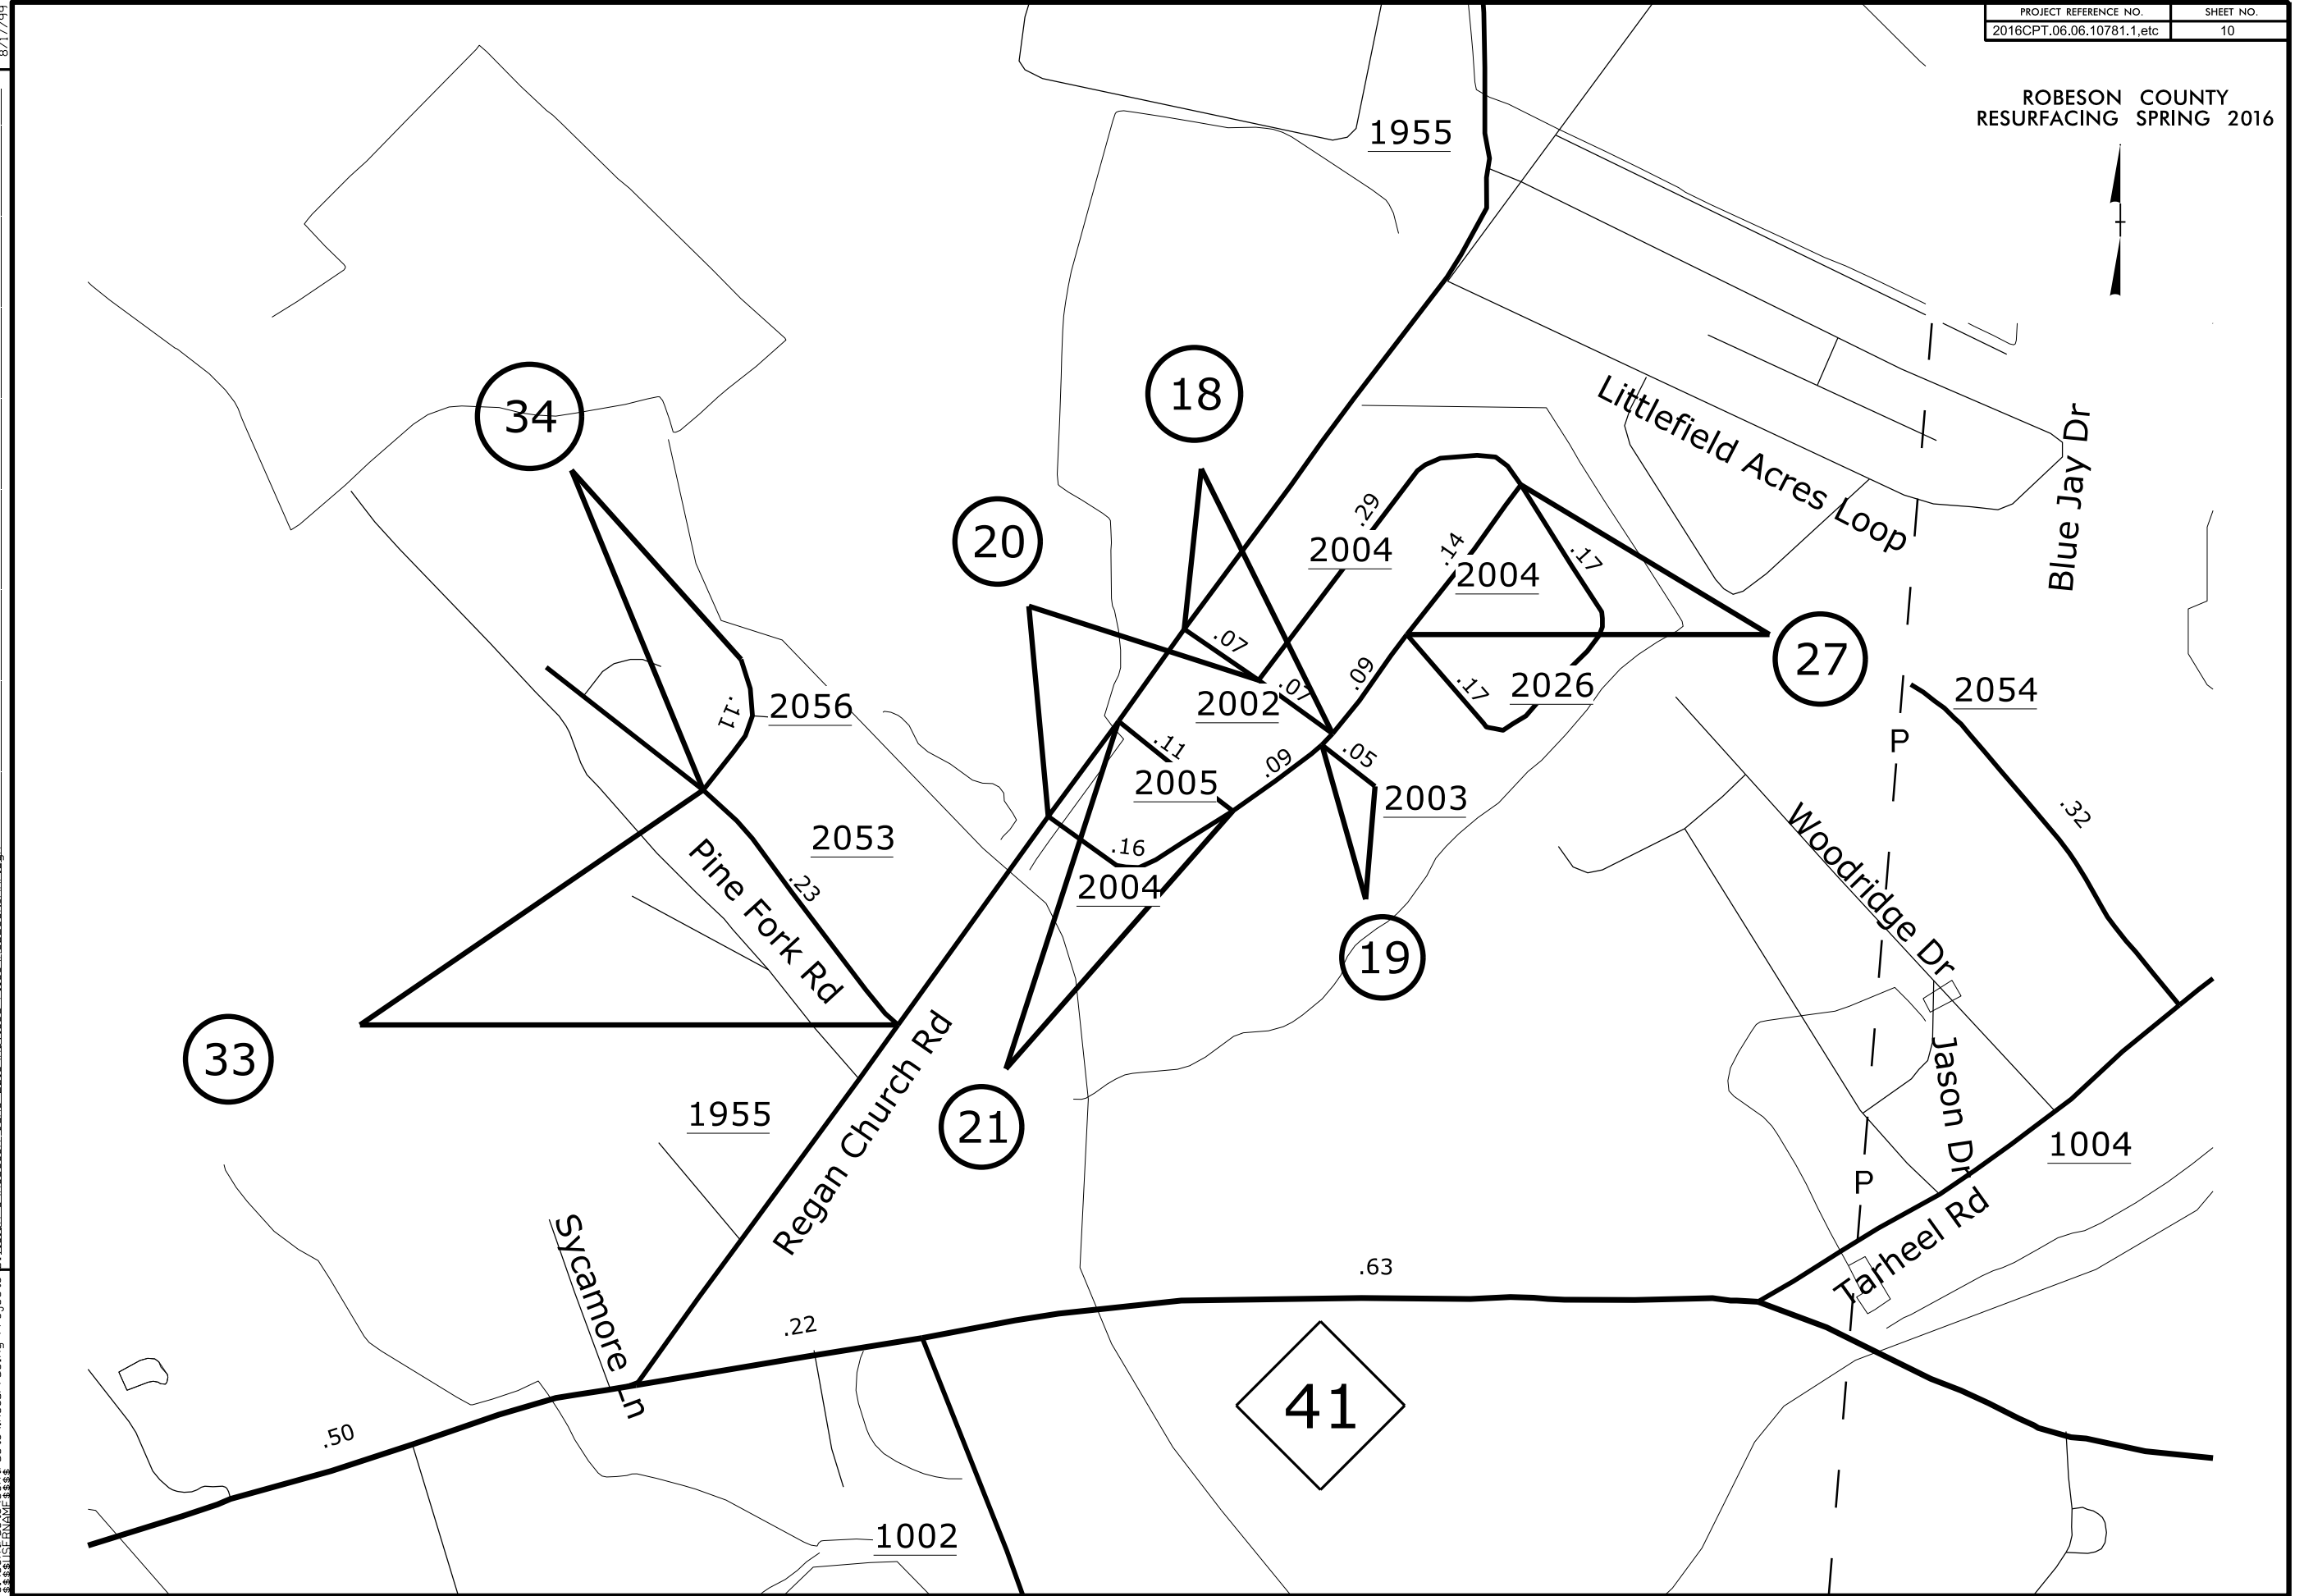 8/17/99
PROJECT REFERENCE NO.
SHEET NO.
2016CPT.06.06.10781.1,etc
10
ROBESON COUNTY
RESURFACING SPRING 2016
1955
34
18
Littlefield Acres Loop
Blue Jay Dr
20
.29
2004
.14
2004
.17
.07
27
2054
.09
.07
2002
.17
2026
.11
2056
P
.11
.09
.05
2005
2003
.32
2053
.16
Woodridge Dr
Pine Fork Rd
.23
2004
19
33
Regan Church Rd
Jason Dr
1955
21
1004
P
Sycamore Ln
Tarheel Rd
.63
.22
41
.50
1002
$$$$USERNAME$$$$